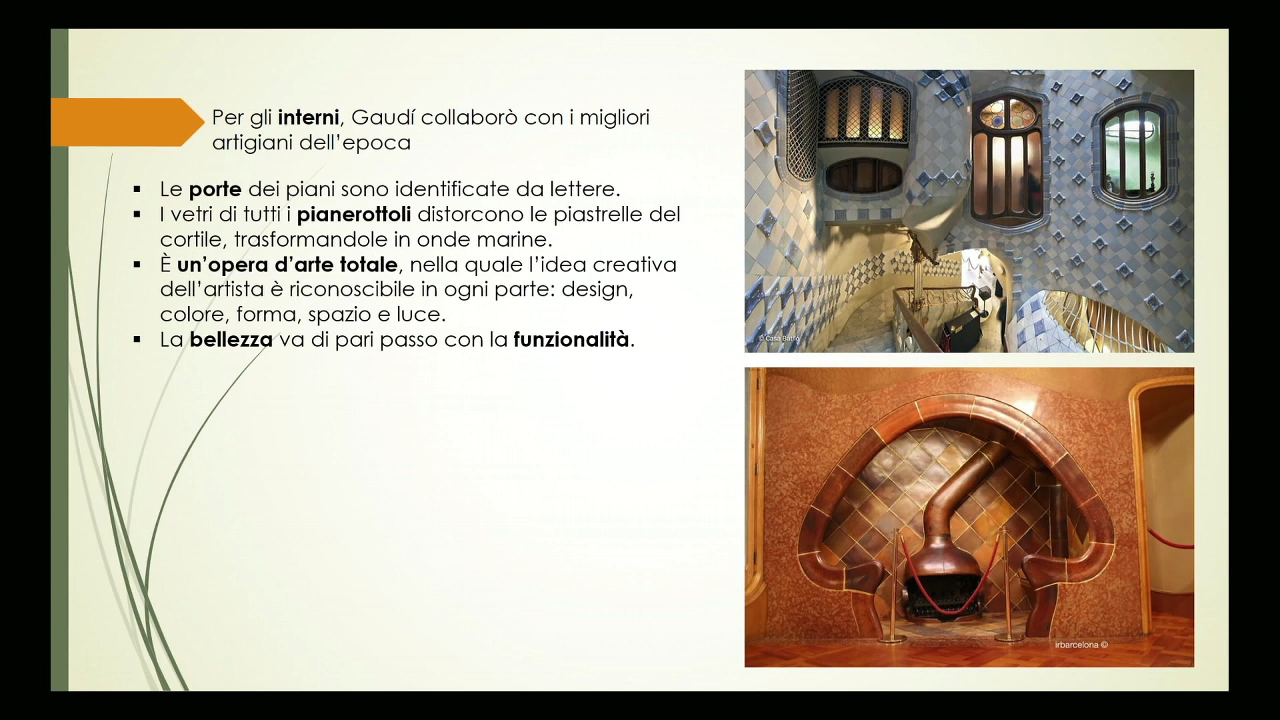 Per gli interni, Gaudí collaborò con i migliori
artigiani dell'epoca
▪ Le porte dei piani sono identificate da lettere.
▪ I vetri di tutti i pianerottoli distorcono le piastrelle del
cortile, trasformandole in onde marine.
▪ È un'opera d'arte totale, nella quale l'idea creativa
dell'artista è riconoscibile in ogni parte: design,
colore, forma, spazio e luce.
▪ La bellezza va di pari passo con la funzionalità.
© Casa Batlló
irbarcelona ©